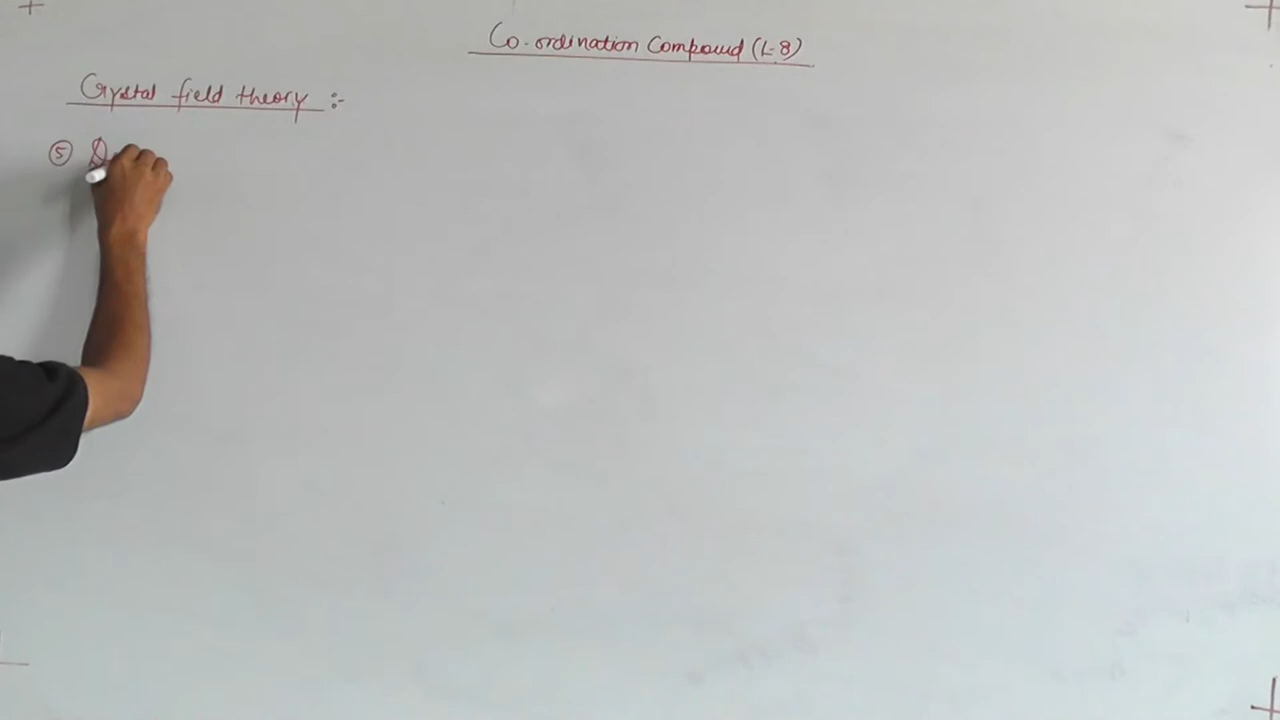 Co-ordination Compound (L-8)
Crystal field theory :-
⑤